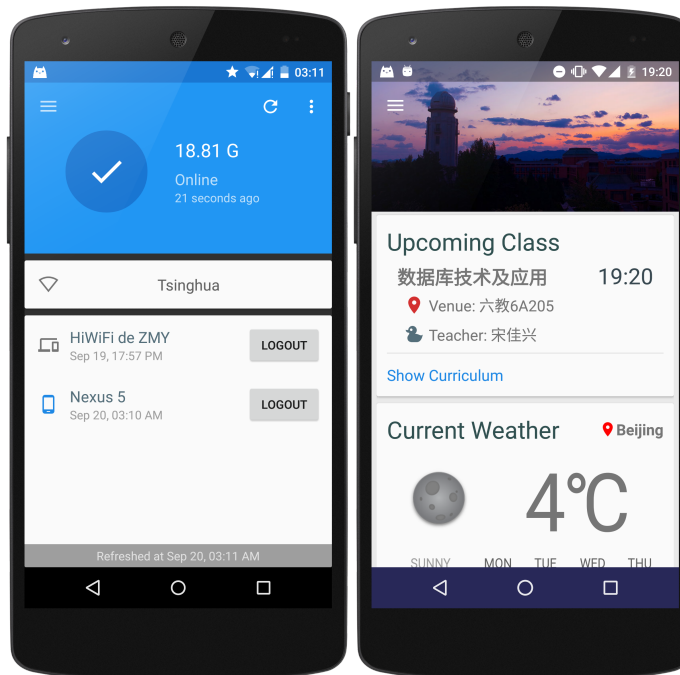 03:11
18.81 G
Online
21 seconds ago
Tsinghua
HiWiFi de ZMY
Sep 19, 17:57 PM
LOGOUT
Nexus 5
Sep 20, 03:10 AM
LOGOUT
Refreshed at Sep 20, 03:11 AM
19:20
Upcoming Class
数据库技术及应用 19:20
Venue: 六教6A205
Teacher: 宋佳兴
Show Curriculum
Current Weather Beijing
4°C
SUNNY MON TUE WED THU